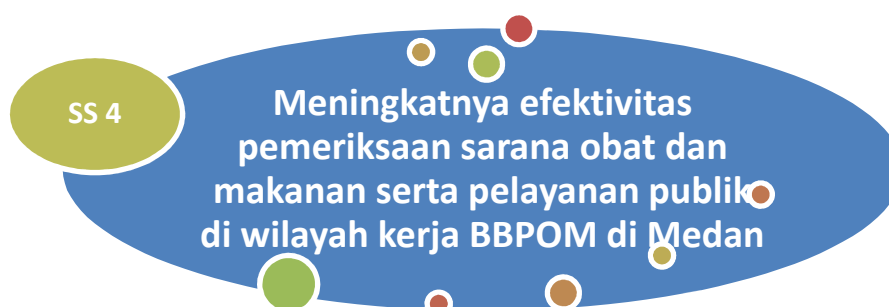 SS 4
Meningkatnya efektivitas
pemeriksaan sarana obat dan
makanan serta pelayanan publik
di wilayah kerja BBPOM di Medan